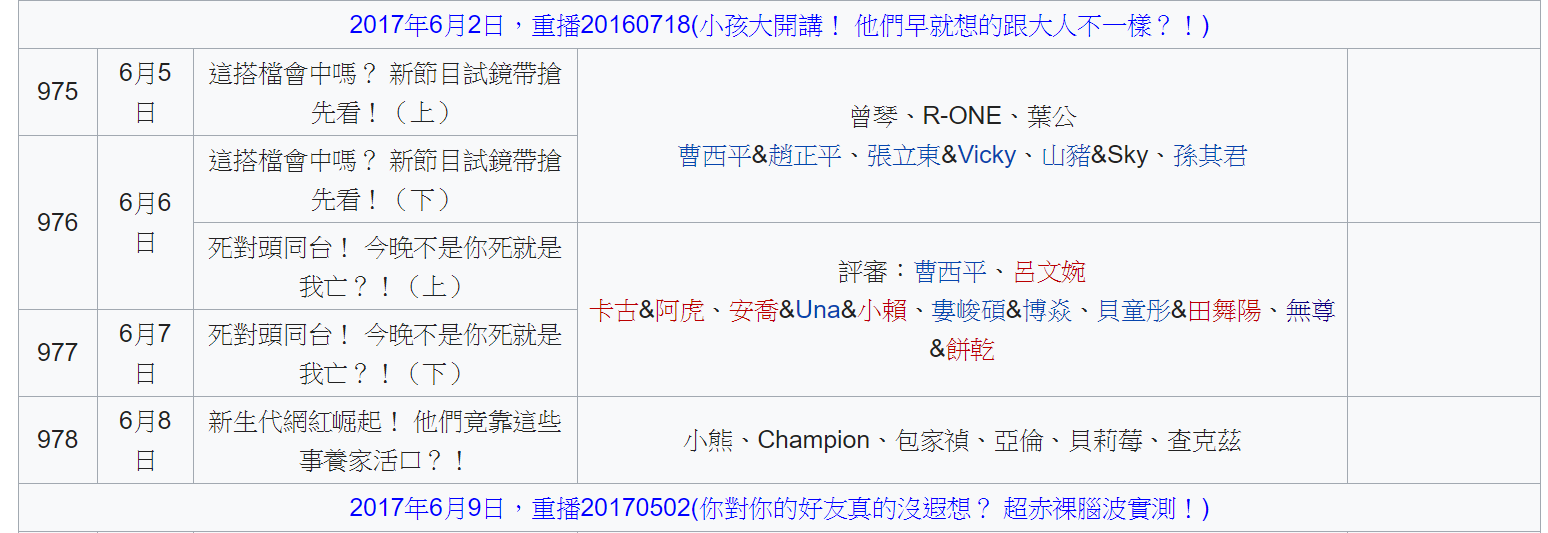 2017年6月2日，重播20160718(小孩大開講！ 他們早就想的跟大人不一樣？！)
975
6月5
日
這搭檔會中嗎？ 新節目試鏡帶搶
先看！（上）
曾琴、R-ONE、葉公
曹西平&趙正平、張立東&Vicky、山豬&Sky、孫其君
976
6月6
日
這搭檔會中嗎？ 新節目試鏡帶搶
先看！（下）
死對頭同台！ 今晚不是你死就是
我亡？！（上）
評審：曹西平、呂文婉
卡古&阿虎、安喬&Una&小賴、婁峻碩&博焱、貝童彤&田舞陽、無尊
&餅乾
977
6月7
日
死對頭同台！ 今晚不是你死就是
我亡？！（下）
978
6月8
日
新生代網紅崛起！ 他們竟靠這些
事養家活口？！
小熊、Champion、包家禎、亞倫、貝莉莓、查克茲
2017年6月9日，重播20170502(你對你的好友真的沒遐想？ 超赤裸腦波實測！)